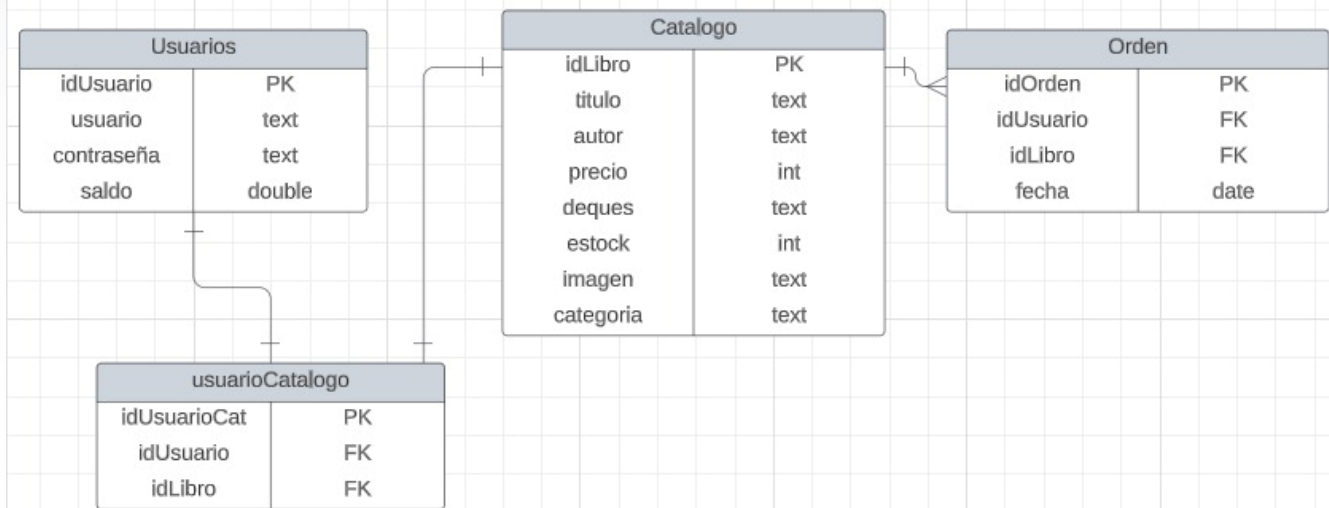 Usuarios
idUsuario PK
usuario text
contraseña text
saldo double
Catalogo
idLibro PK
titulo text
autor text
precio int
deques text
estock int
imagen text
categoria text
Orden
idOrden PK
idUsuario FK
idLibro FK
fecha date
usuarioCatalogo
idUsuarioCat PK
idUsuario FK
idLibro FK